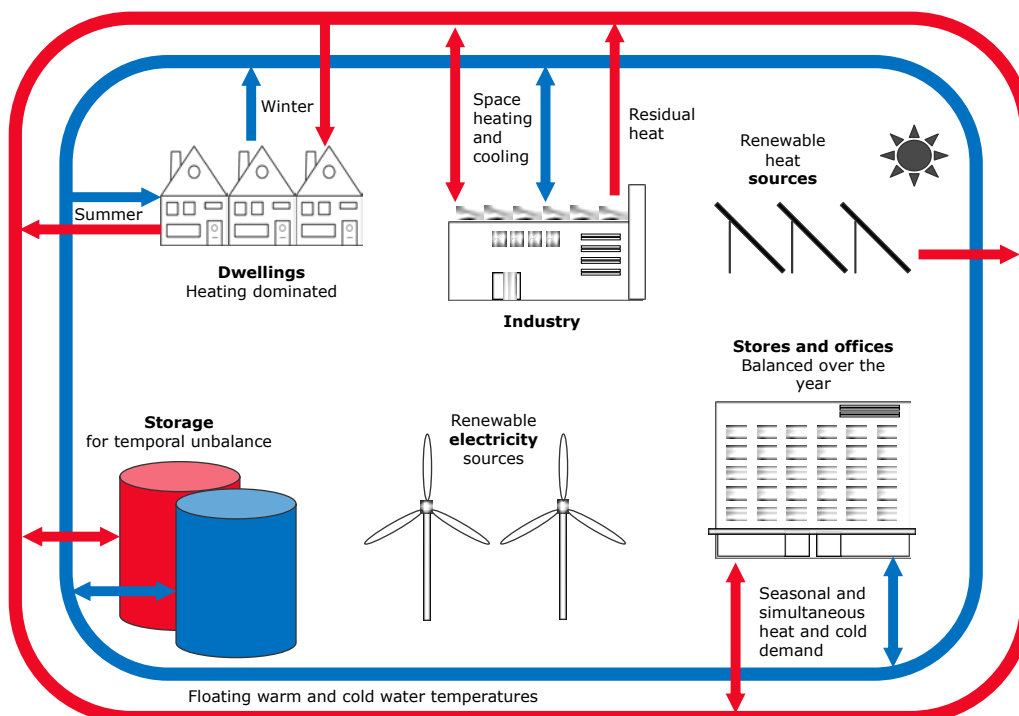 Winter
Summer
Dwellings
Heating dominated
Space
heating
and
cooling
Residual
heat
Industry
Renewable
heat
sources
Stores and offices
Balanced over the
year
Storage
for temporal unbalance
Renewable
electricity
sources
Seasonal and
simultaneous
heat and cold
demand
Floating warm and cold water temperatures